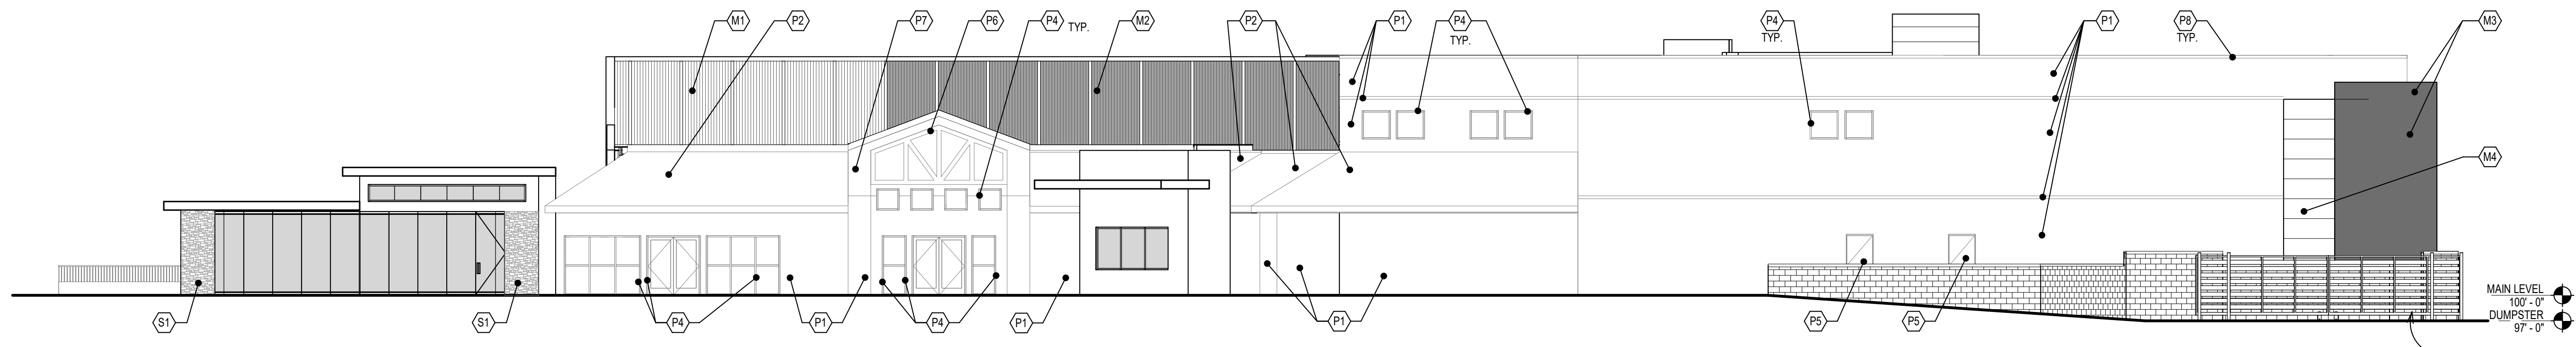 M1
P2
P7
P6
P4 TYP.
M2
P2
P1
P4
TYP.
P4
TYP.
P1
P8
TYP.
M3
M4
MAIN LEVEL
100' - 0"
DUMPSTER
97' - 0"
S1
S1
P4
P1
P4
P1
P1
P5
P5